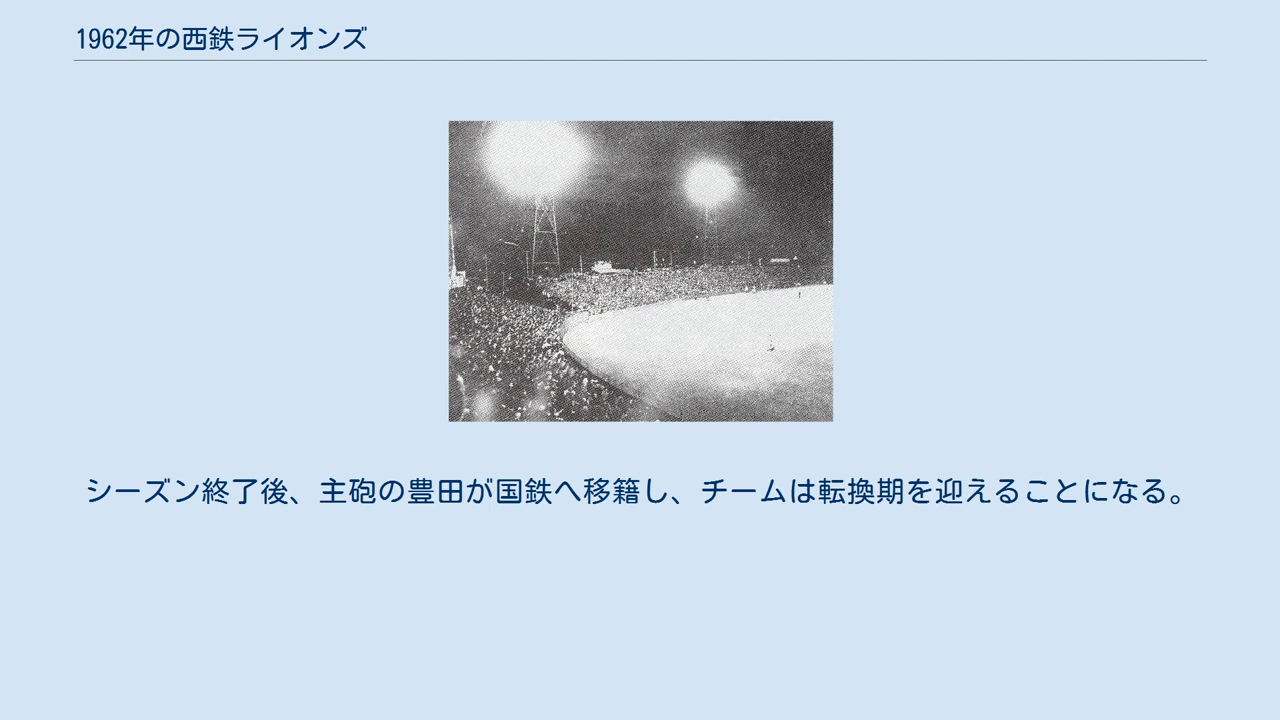 1962年の西鉄ライオンズ
シーズン終了後、主砲の豊田が国鉄へ移籍し、チームは転換期を迎えることになる。